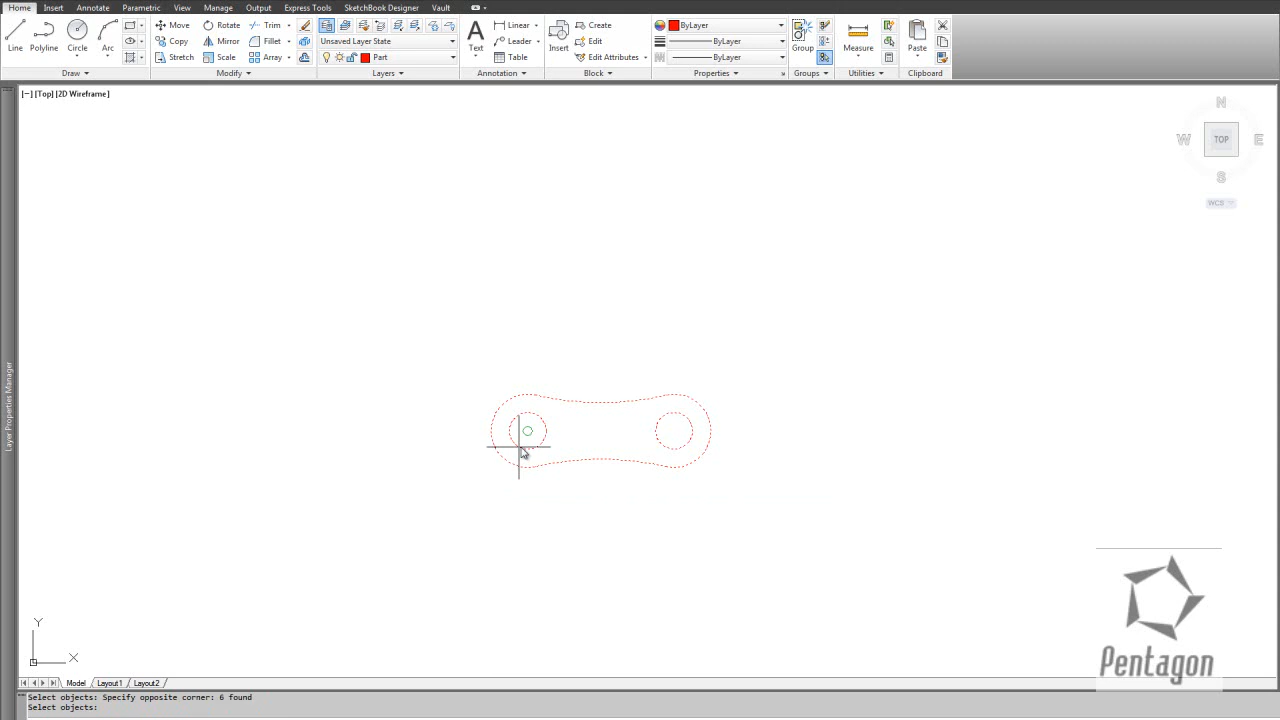 Home Insert Annotate Parametric View Manage Output Express Tools SketchBook Designer Vault
Line Polyline Circle Arc
Move Rotate Trim
Copy Mirror Fillet
Stretch Scale Array
Unsaved Layer State
Part
Text
Linear
Leader
Table
Insert
Create
Edit
Edit Attributes
ByLayer
ByLayer
ByLayer
Group
Measure
Paste
Draw Modify Layers Annotation Block Properties Groups Utilities Clipboard
[−] [Top] [2D Wireframe]
N
W TOP E
S
WCS
Layer Properties Manager
Y
X
Pentagon
Model Layout1 Layout2
Select objects: Specify opposite corner: 6 found
Select objects: